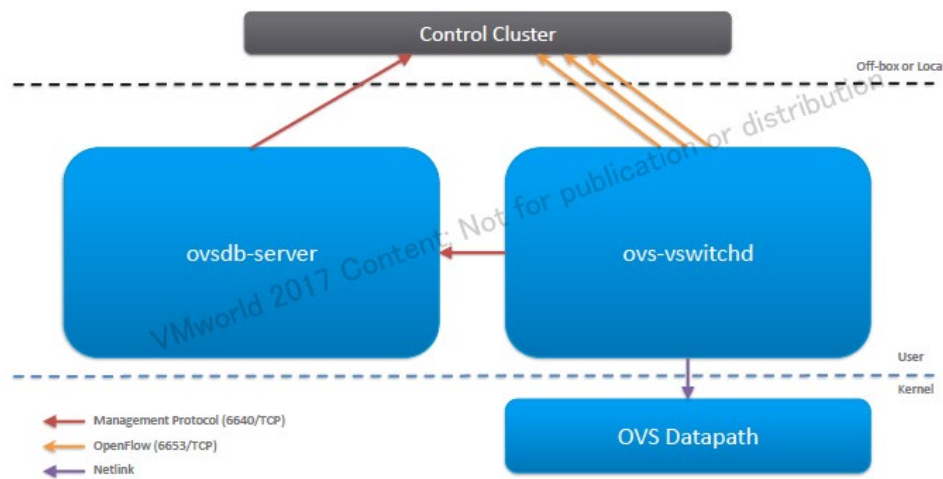 Control Cluster
Off-box or Loca
ovsdb-server
ovs-vswitchd
VMworld 2017 Content: Not for publication or distribution
User
Kernel
Management Protocol (6640/TCP)
OpenFlow (6653/TCP)
Netlink
OVS Datapath